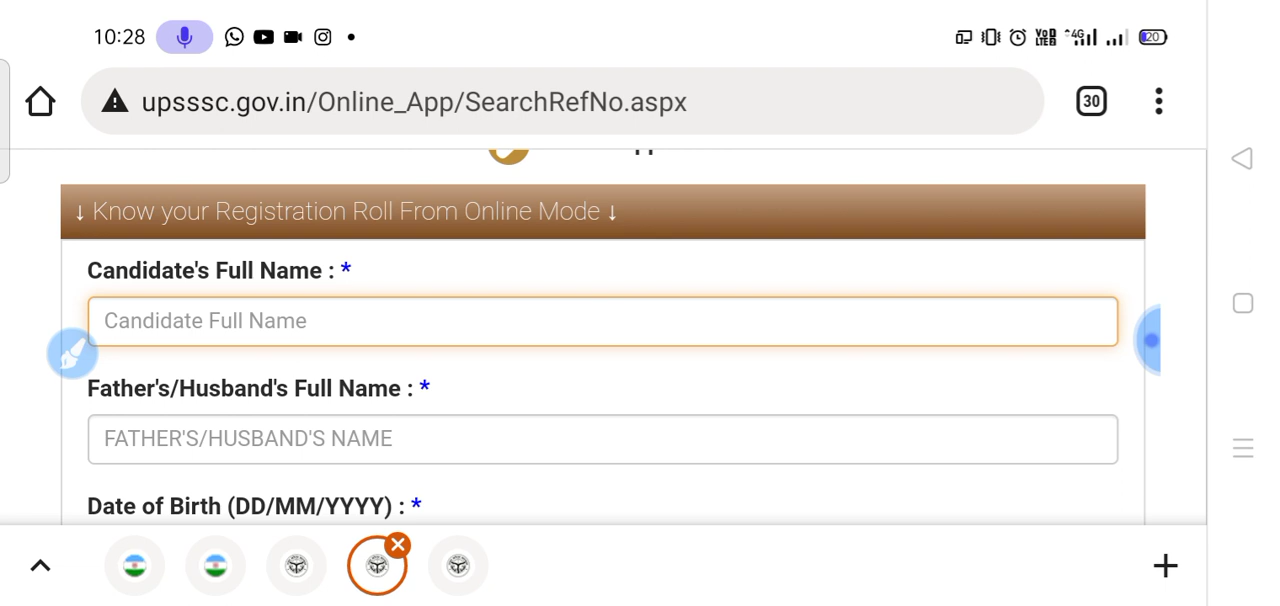 10:28
20
upsssc.gov.in/Online_App/SearchRefNo.aspx
30
↓ Know your Registration Roll From Online Mode ↓
Candidate's Full Name : *
Candidate Full Name
Father's/Husband's Full Name : *
FATHER'S/HUSBAND'S NAME
Date of Birth (DD/MM/YYYY) : *